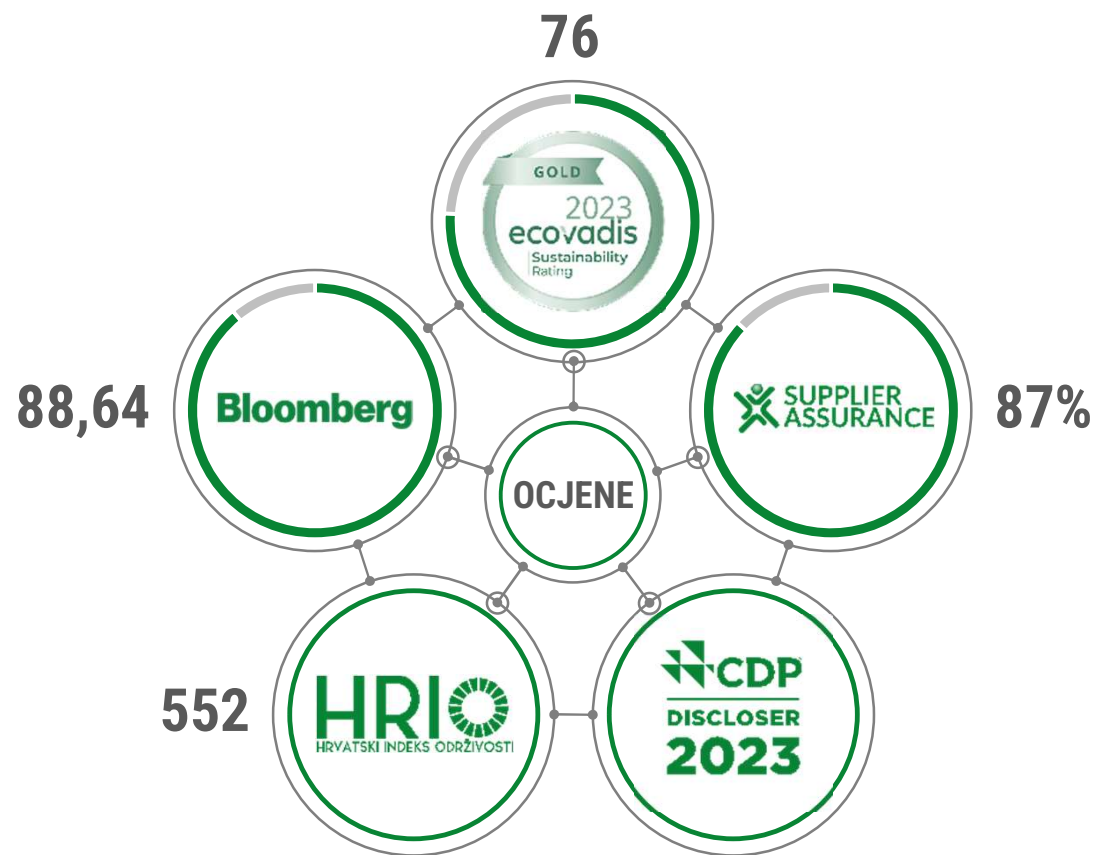 76
GOLD
2023
ecovadis
Sustainability
Rating
88,64
Bloomberg
SUPPLIER
ASSURANCE
87%
OCJENE
552
HRIO
HRVATSKI INDEKS ODRŽIVOSTI
CDP
DISCLOSER
2023